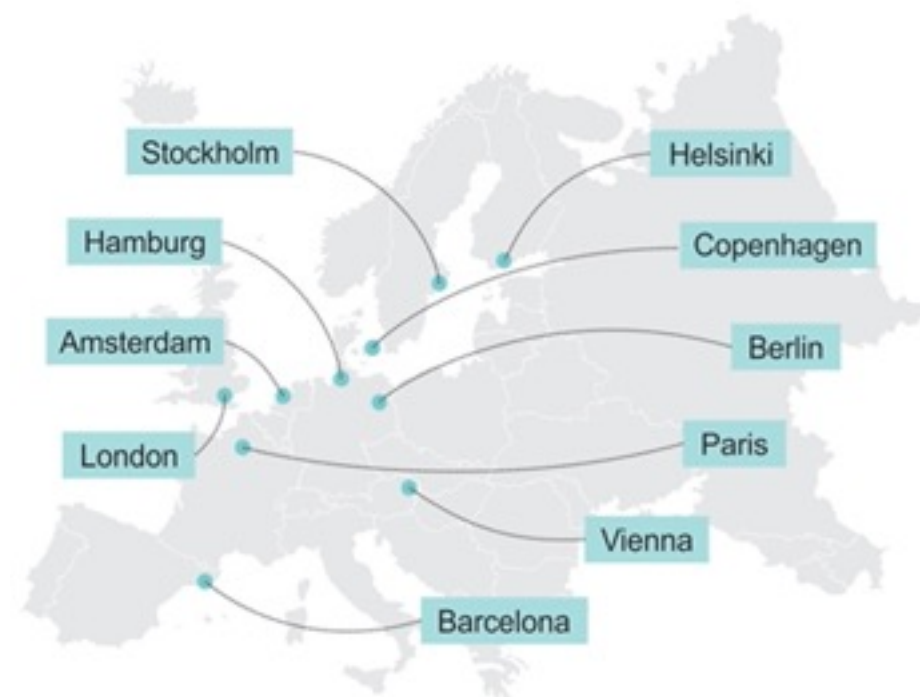 Stockholm
Helsinki
Hamburg
Copenhagen
Amsterdam
Berlin
London
Paris
Vienna
Barcelona